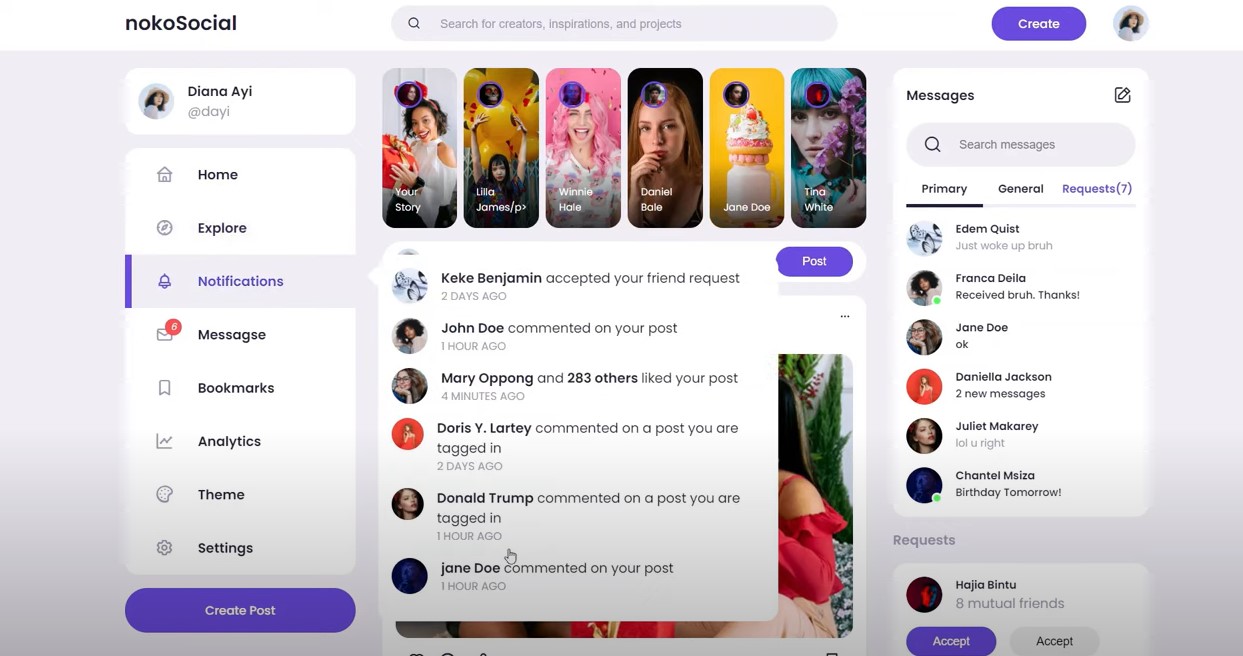 nokoSocial
Search for creators, inspirations, and projects
Create
Diana Ayi
@dayi
Home
Explore
Notifications
6
Messagse
Bookmarks
Analytics
Theme
Settings
Create Post
Your
Story
Lilla
James/p>
Winnie
Hale
Daniel
Bale
Jane Doe
Tina
White
Post
Keke Benjamin accepted your friend request
2 DAYS AGO
John Doe commented on your post
1 HOUR AGO
Mary Oppong and 283 others liked your post
4 MINUTES AGO
Doris Y. Lartey commented on a post you are
tagged in
2 DAYS AGO
Donald Trump commented on a post you are
tagged in
1 HOUR AGO
jane Doe commented on your post
1 HOUR AGO
...
Messages
Search messages
Primary General Requests(7)
Edem Quist
Just woke up bruh
Franca Deila
Received bruh. Thanks!
Jane Doe
ok
Daniella Jackson
2 new messages
Juliet Makarey
lol u right
Chantel Msiza
Birthday Tomorrow!
Requests
Hajia Bintu
8 mutual friends
Accept Accept